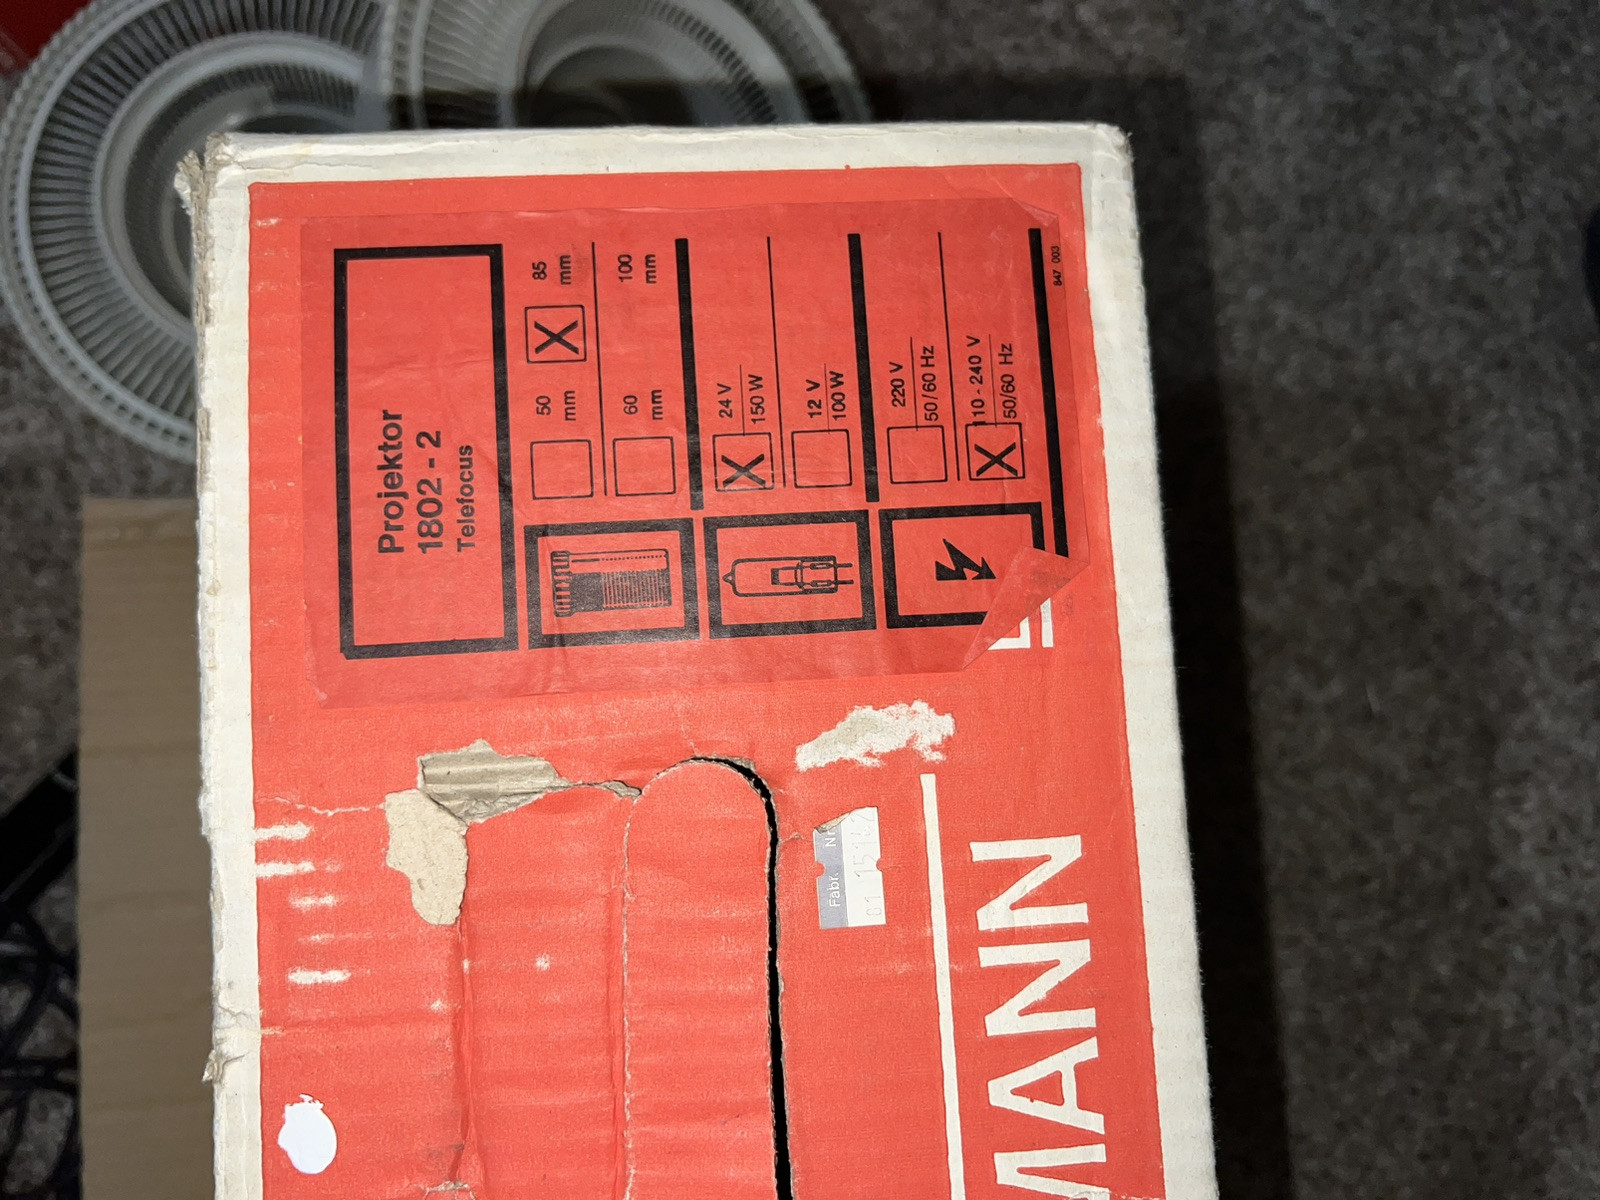 Projektor
1802 - 2
Telefocus
50 mm
85 mm
60 mm
100 mm
24 V
150 W
12 V
100 W
220 V
50/60 Hz
110 - 240 V
50/60 Hz
847 003
Fabr. Nr.
MANN